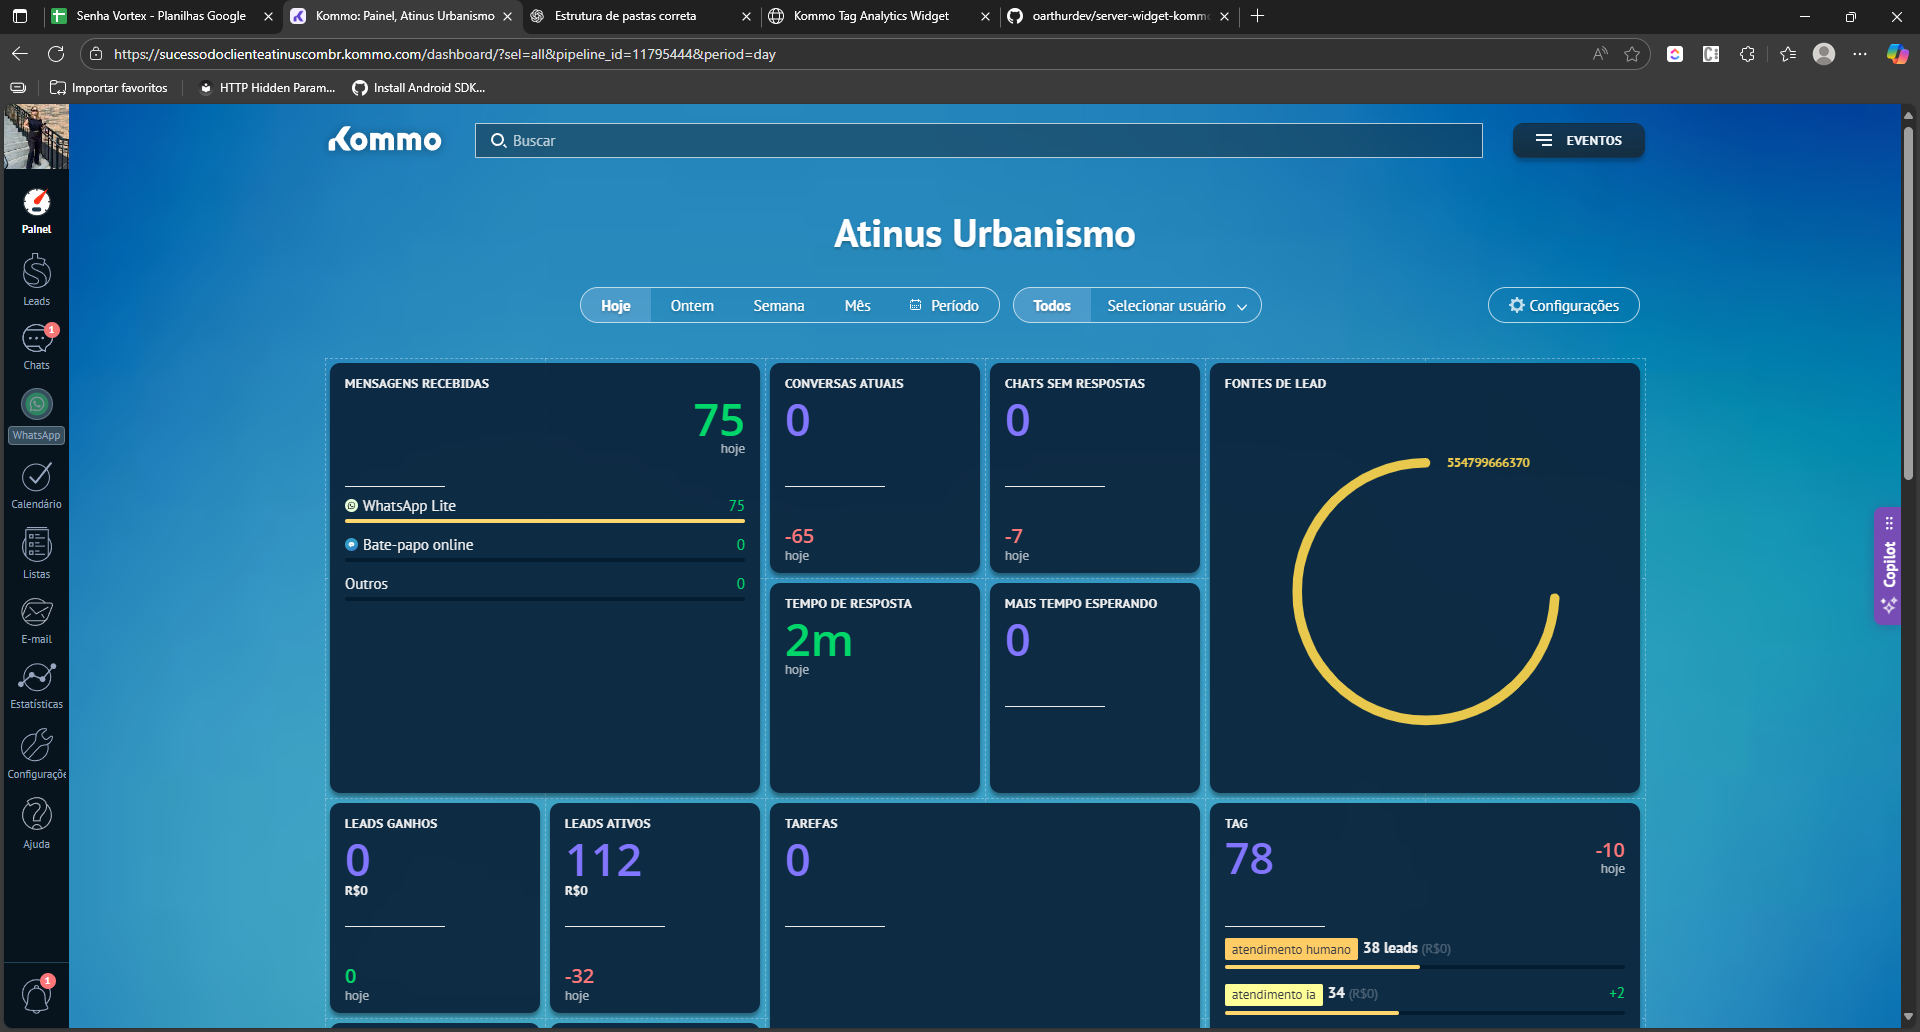 Senha Vortex - Planilhas Google
Kommo: Painel, Atinus Urbanismo
Estrutura de pastas correta
Kommo Tag Analytics Widget
oarthurdev/server-widget-komm
https://sucessodoclienteatinuscombr.kommo.com/dashboard/?sel=all&pipeline_id=11795444&period=day
Importar favoritos
HTTP Hidden Param...
Install Android SDK...
Kommo
Buscar
EVENTOS
Painel
Leads
1
Chats
WhatsApp
Calendário
Listas
E-mail
Estatísticas
Configuraçõe
Ajuda
1
Atinus Urbanismo
Hoje
Ontem
Semana
Mês
Período
Todos
Selecionar usuário
Configurações
MENSAGENS RECEBIDAS
75
hoje
WhatsApp Lite 75
Bate-papo online 0
Outros 0
CONVERSAS ATUAIS
0
-65
hoje
CHATS SEM RESPOSTAS
0
-7
hoje
FONTES DE LEAD
554799666370
TEMPO DE RESPOSTA
2m
hoje
MAIS TEMPO ESPERANDO
0
LEADS GANHOS
0
R$0
0
hoje
LEADS ATIVOS
112
R$0
-32
hoje
TAREFAS
0
TAG
78
-10
hoje
atendimento humano 38 leads (R$0)
atendimento ia 34 (R$0) +2
Copilot